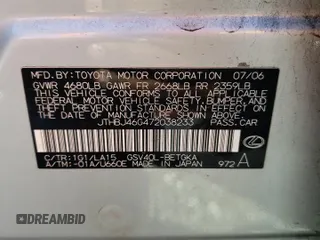 MFD.BY: TOYOTA MOTOR CORPORATION 07/06
GVWR 4680LB GAWR FR 2668LB RR 2359LB
THIS VEHICLE CONFORMS TO ALL APPLICABLE
FEDERAL MOTOR VEHICLE SAFETY, BUMPER, AND
THEFT PREVENTION STANDARDS IN EFFECT ON
THE DATE OF MANUFACTURE SHOWN ABOVE.
JTHBJ46G472038233 PASS.CAR
C/TR:1G1/LA15 GSV40L-BETGKA
A/TM:-01A/U660E MADE IN JAPAN 972 A
DREAMBID